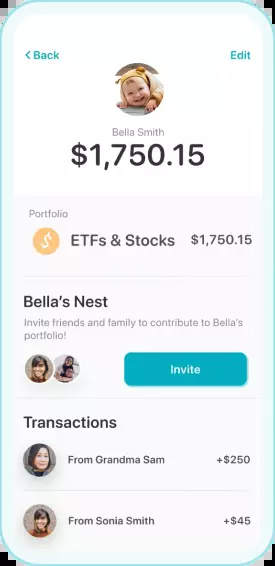 Back Edit
Bella Smith
$1,750.15
Portfolio
ETFs & Stocks $1,750.15
Bella's Nest
Invite friends and family to contribute to Bella's
portfolio!
Invite
Transactions
From Grandma Sam +$250
From Sonia Smith +$45